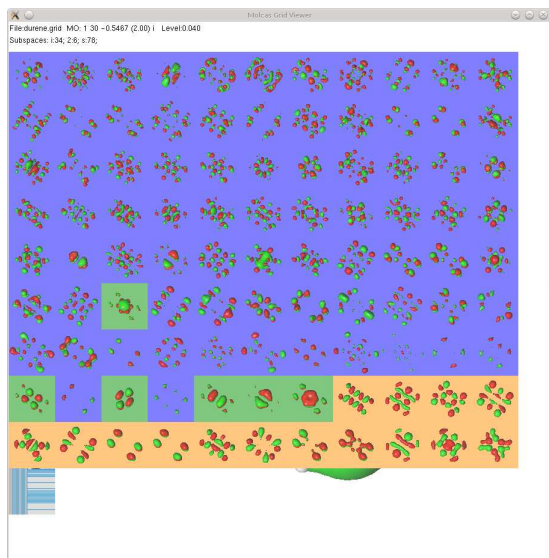 Molcas Grid Viewer
File:durene.grid MO: 1 30 −0.5467 (2.00) i Level:0.040
Subspaces: i:34; 2:6; s:78;